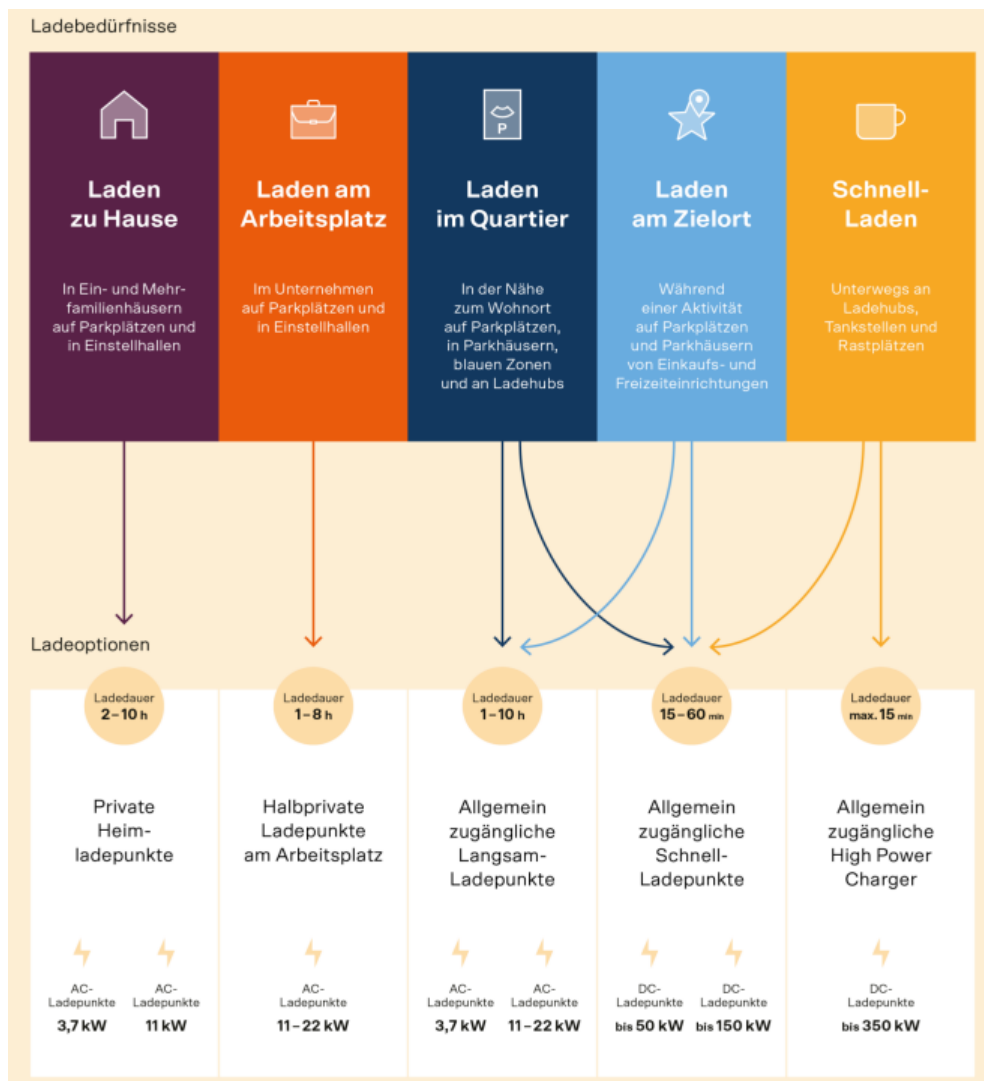 Ladebedürfnisse
P
Laden
zu Hause
In Ein- und Mehr-
familienhäusern
auf Parkplätzen und
in Einstellhallen
Laden am
Arbeitsplatz
Im Unternehmen
auf Parkplätzen und
in Einstellhallen
Laden
im Quartier
In der Nähe
zum Wohnort
auf Parkplätzen,
in Parkhäusern,
blauen Zonen
und an Ladehubs
Laden
am Zielort
Während
einer Aktivität
auf Parkplätzen
und Parkhäusern
von Einkaufs- und
Freizeiteinrichtungen
Schnell-
Laden
Unterwegs an
Ladehubs,
Tankstellen und
Rastplätzen
Ladeoptionen
Ladedauer
2–10 h
Private
Heim-
ladepunkte
AC-
Ladepunkte
3,7 kW
AC-
Ladepunkte
11 kW
Ladedauer
1–8 h
Halbprivate
Ladepunkte
am Arbeitsplatz
AC-
Ladepunkte
11–22 kW
Ladedauer
1–10 h
Allgemein
zugängliche
Langsam-
Ladepunkte
AC-
Ladepunkte
3,7 kW
AC-
Ladepunkte
11–22 kW
Ladedauer
15–60 min
Allgemein
zugängliche
Schnell-
Ladepunkte
DC-
Ladepunkte
bis 50 kW
DC-
Ladepunkte
bis 150 kW
Ladedauer
max. 15 min
Allgemein
zugängliche
High Power
Charger
DC-
Ladepunkte
bis 350 kW